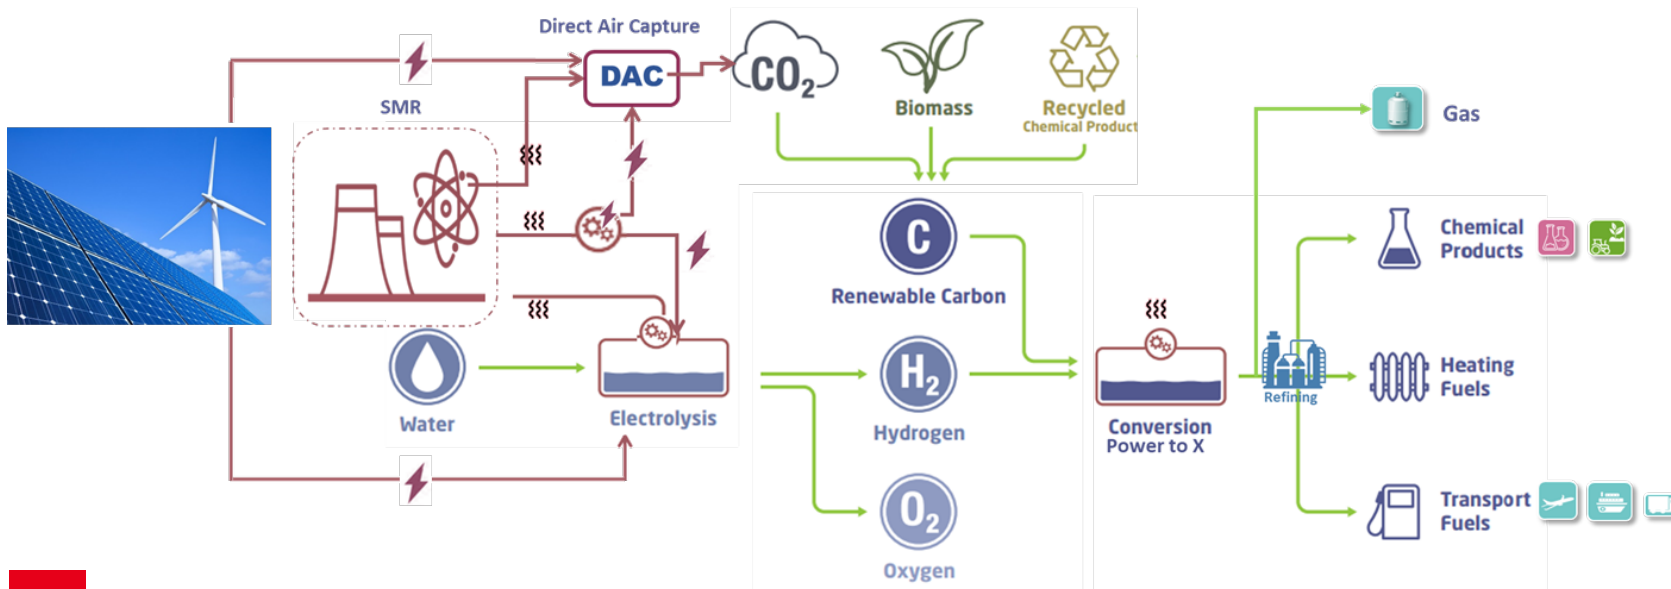 Direct Air Capture
DAC
CO2
Biomass
Recycled
Chemical Product
SMR
Gas
C
Renewable Carbon
Chemical
Products
Water
Electrolysis
H2
Hydrogen
Conversion
Power to X
Refining
Heating
Fuels
O2
Oxygen
Transport
Fuels